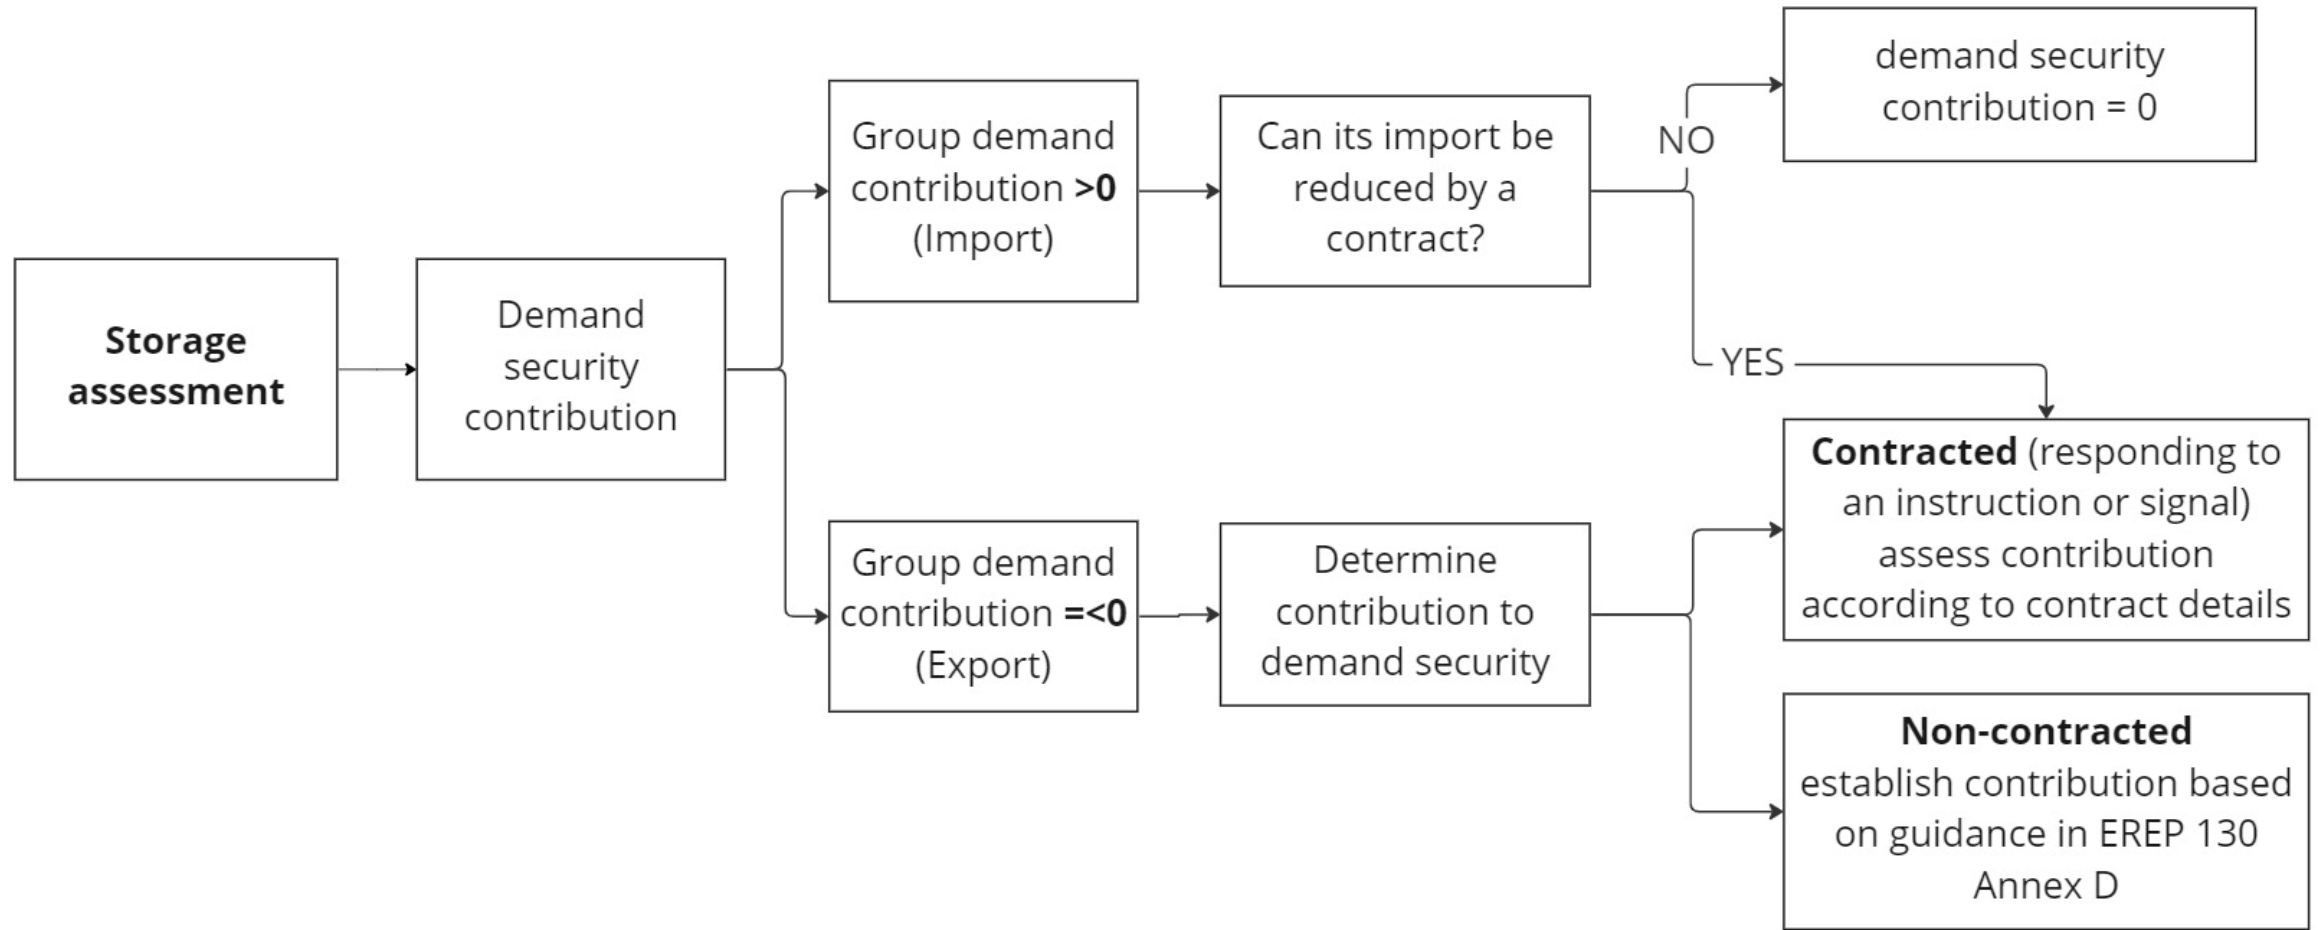 Storage
assessment
Demand
security
contribution
Group demand
contribution >0
(Import)
Can its import be
reduced by a
contract?
NO
demand security
contribution = 0
YES
Group demand
contribution =<0
(Export)
Determine
contribution to
demand security
Contracted (responding to
an instruction or signal)
assess contribution
according to contract details
Non-contracted
establish contribution based
on guidance in EREP 130
Annex D